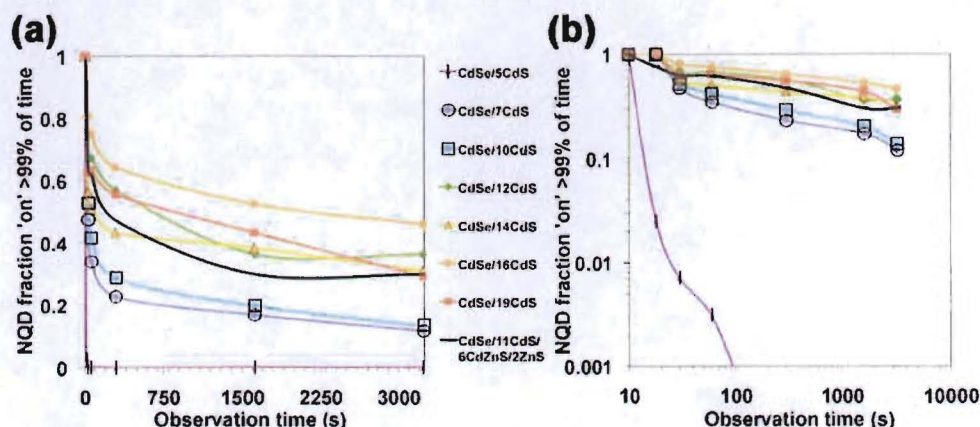 (a)
NQD fraction 'on' >99% of time
1
0.8
0.6
0.4
0.2
0
0 750 1500 2250 3000
Observation time (s)
CdSe/5CdS
CdSe/7CdS
CdSe/10CdS
CdSe/12CdS
CdSe/14CdS
CdSe/16CdS
CdSe/19CdS
CdSe/11CdS/
6CdZnS/2ZnS
(b)
NQD fraction 'on' >99% of time
1
0.1
0.01
0.001
10 100 1000 10000
Observation time (s)